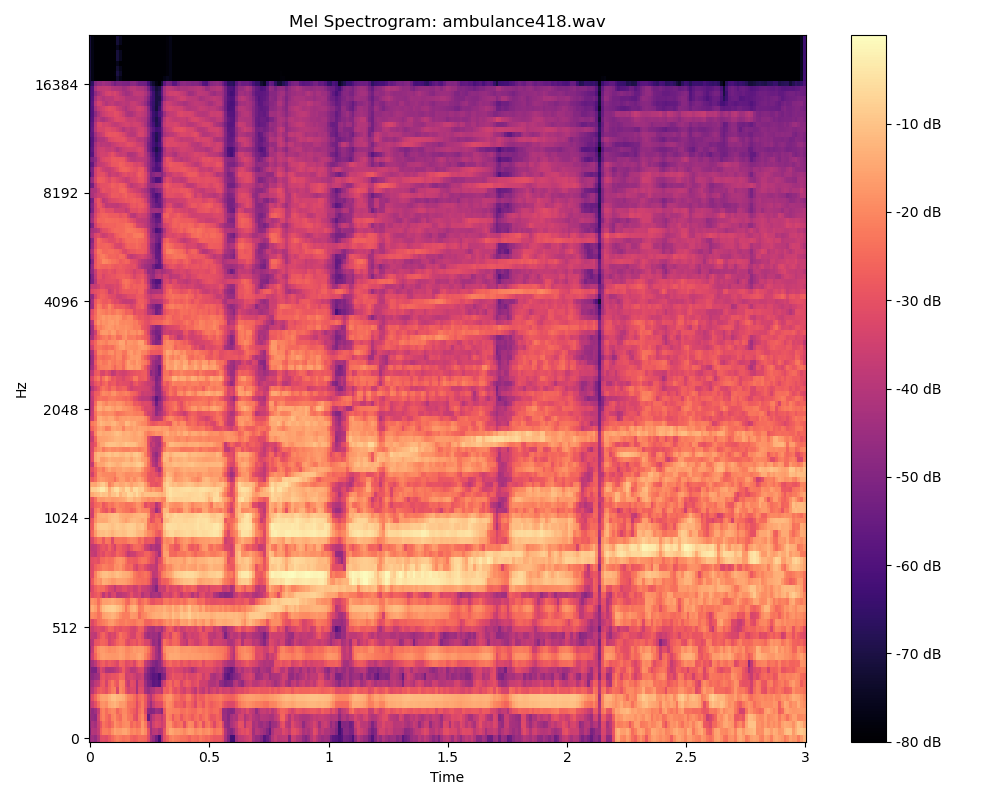 Mel Spectrogram: ambulance418.wav
16384
8192
4096
2048
1024
512
0
Hz
0
0.5
1
1.5
2
2.5
3
Time
-10 dB
-20 dB
-30 dB
-40 dB
-50 dB
-60 dB
-70 dB
-80 dB